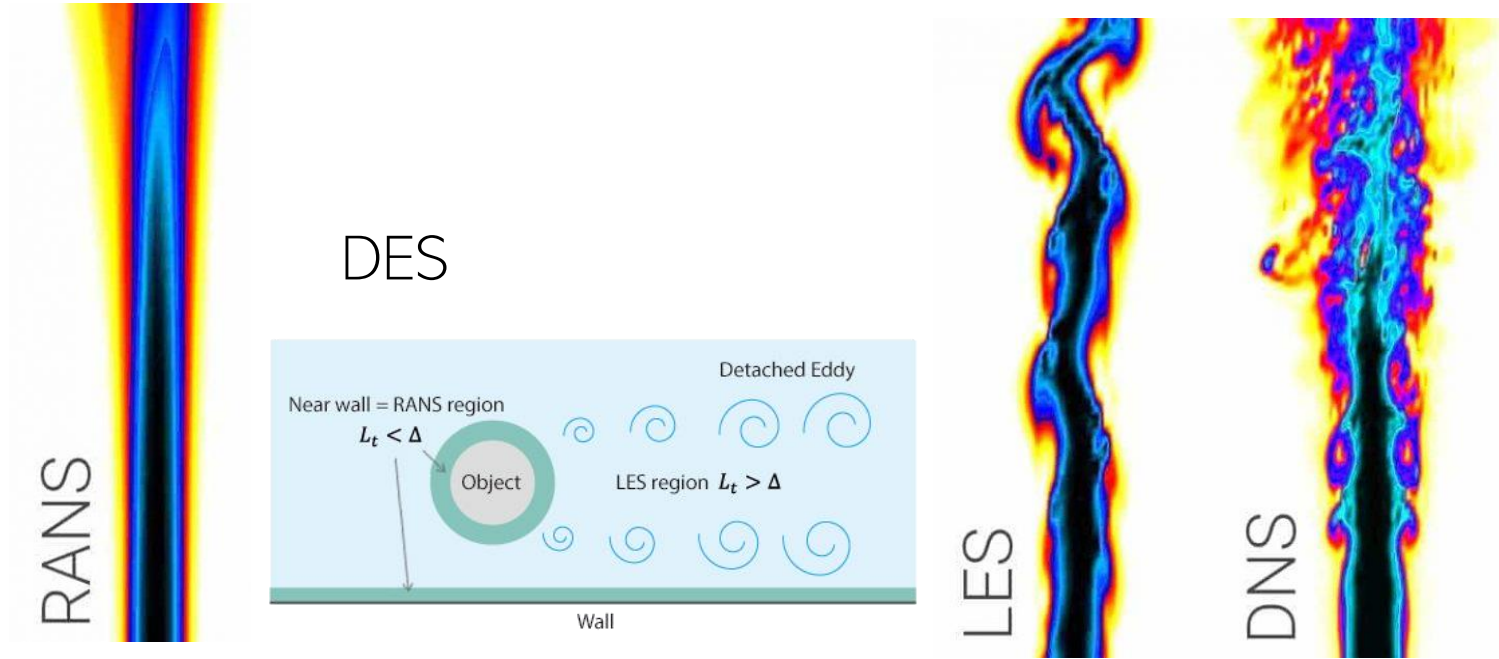 RANS
DES
Near wall = RANS region
L_t < Δ
Object
Detached Eddy
LES region L_t > Δ
Wall
LES
DNS